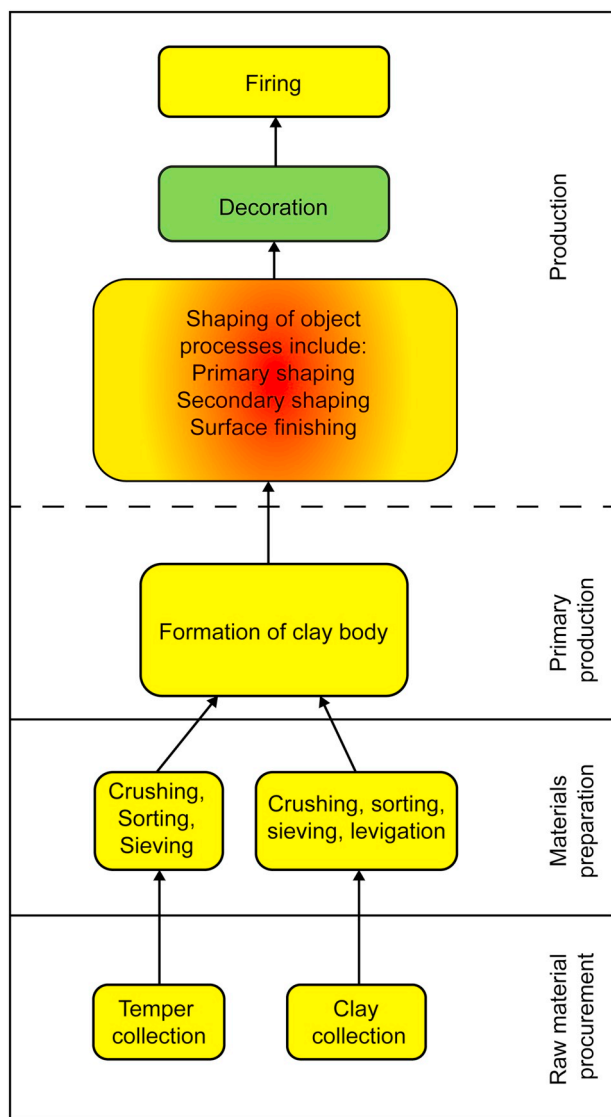 Firing
Decoration
Production
Shaping of object
processes include:
Primary shaping
Secondary shaping
Surface finishing
Formation of clay body
Primary
production
Crushing,
Sorting,
Sieving
Crushing, sorting,
sieving, levigation
Materials
preparation
Temper
collection
Clay
collection
Raw material
procurement